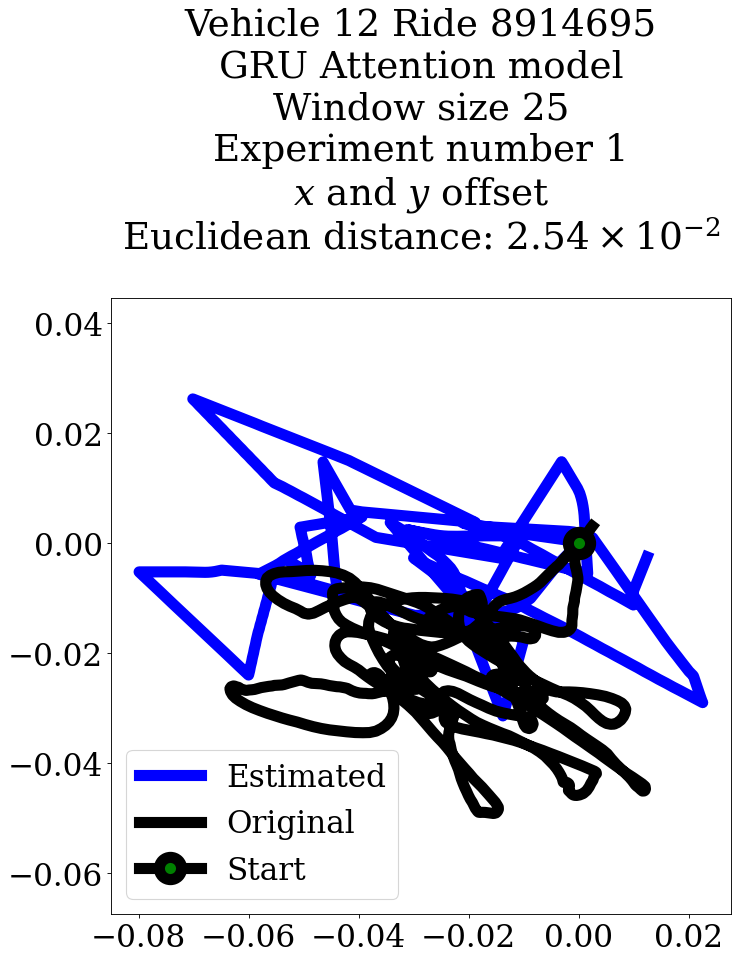 Vehicle 12 Ride 8914695
GRU Attention model
Window size 25
Experiment number 1
x and y offset
Euclidean distance: 2.54 × 10⁻²
0.04
0.02
0.00
−0.02
−0.04
−0.06
Estimated
Original
Start
−0.08 −0.06 −0.04 −0.02 0.00 0.02